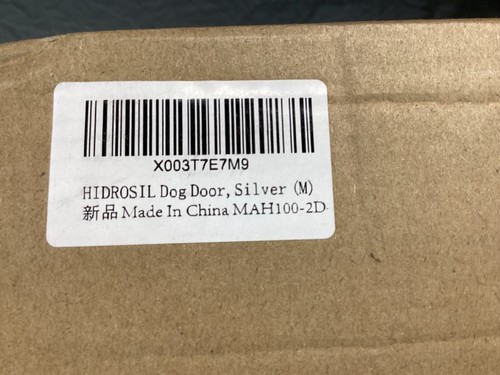 X003T7E7M9
HIDROSIL Dog Door, Silver (M)
新品 Made In China MAH100-2D